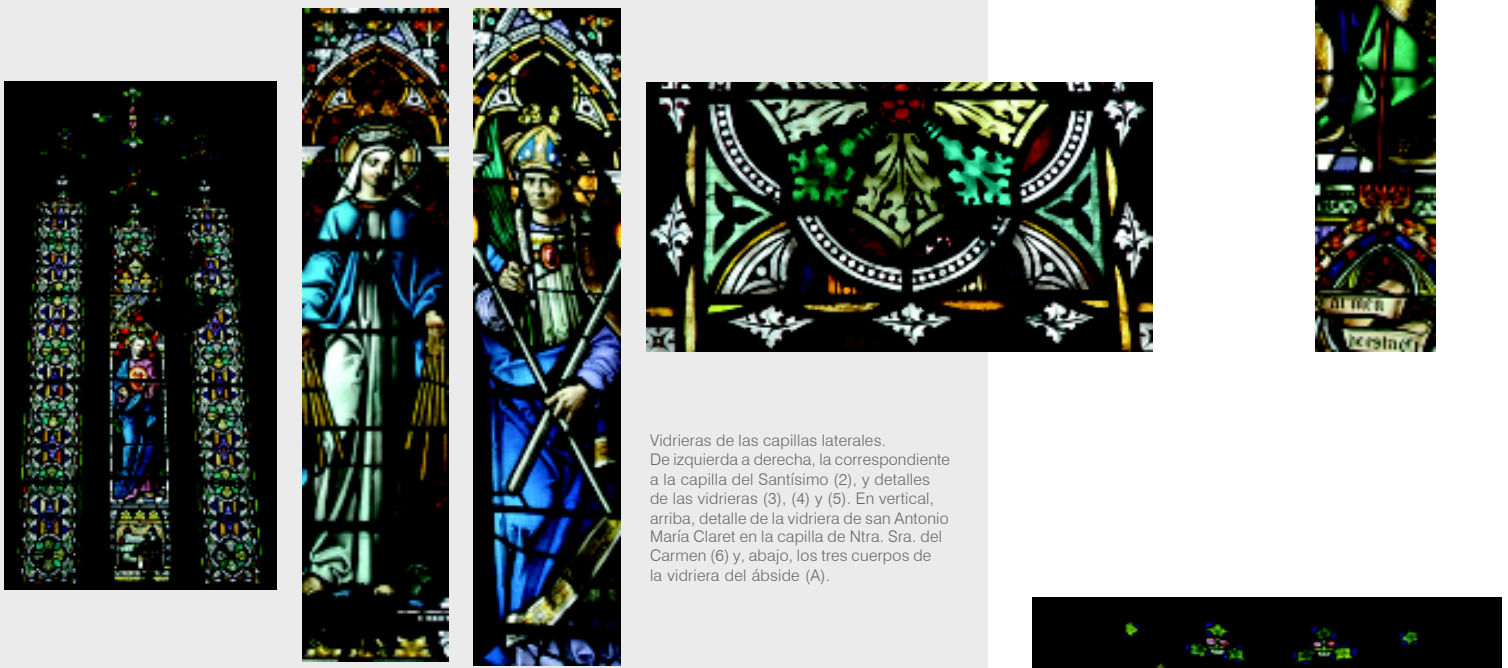 Vidrieras de las capillas laterales.
De izquierda a derecha, la correspondiente
a la capilla del Santísimo (2), y detalles
de las vidrieras (3), (4) y (5). En vertical,
arriba, detalle de la vidriera de san Antonio
María Claret en la capilla de Ntra. Sra. del
Carmen (6) y, abajo, los tres cuerpos de
la vidriera del ábside (A).